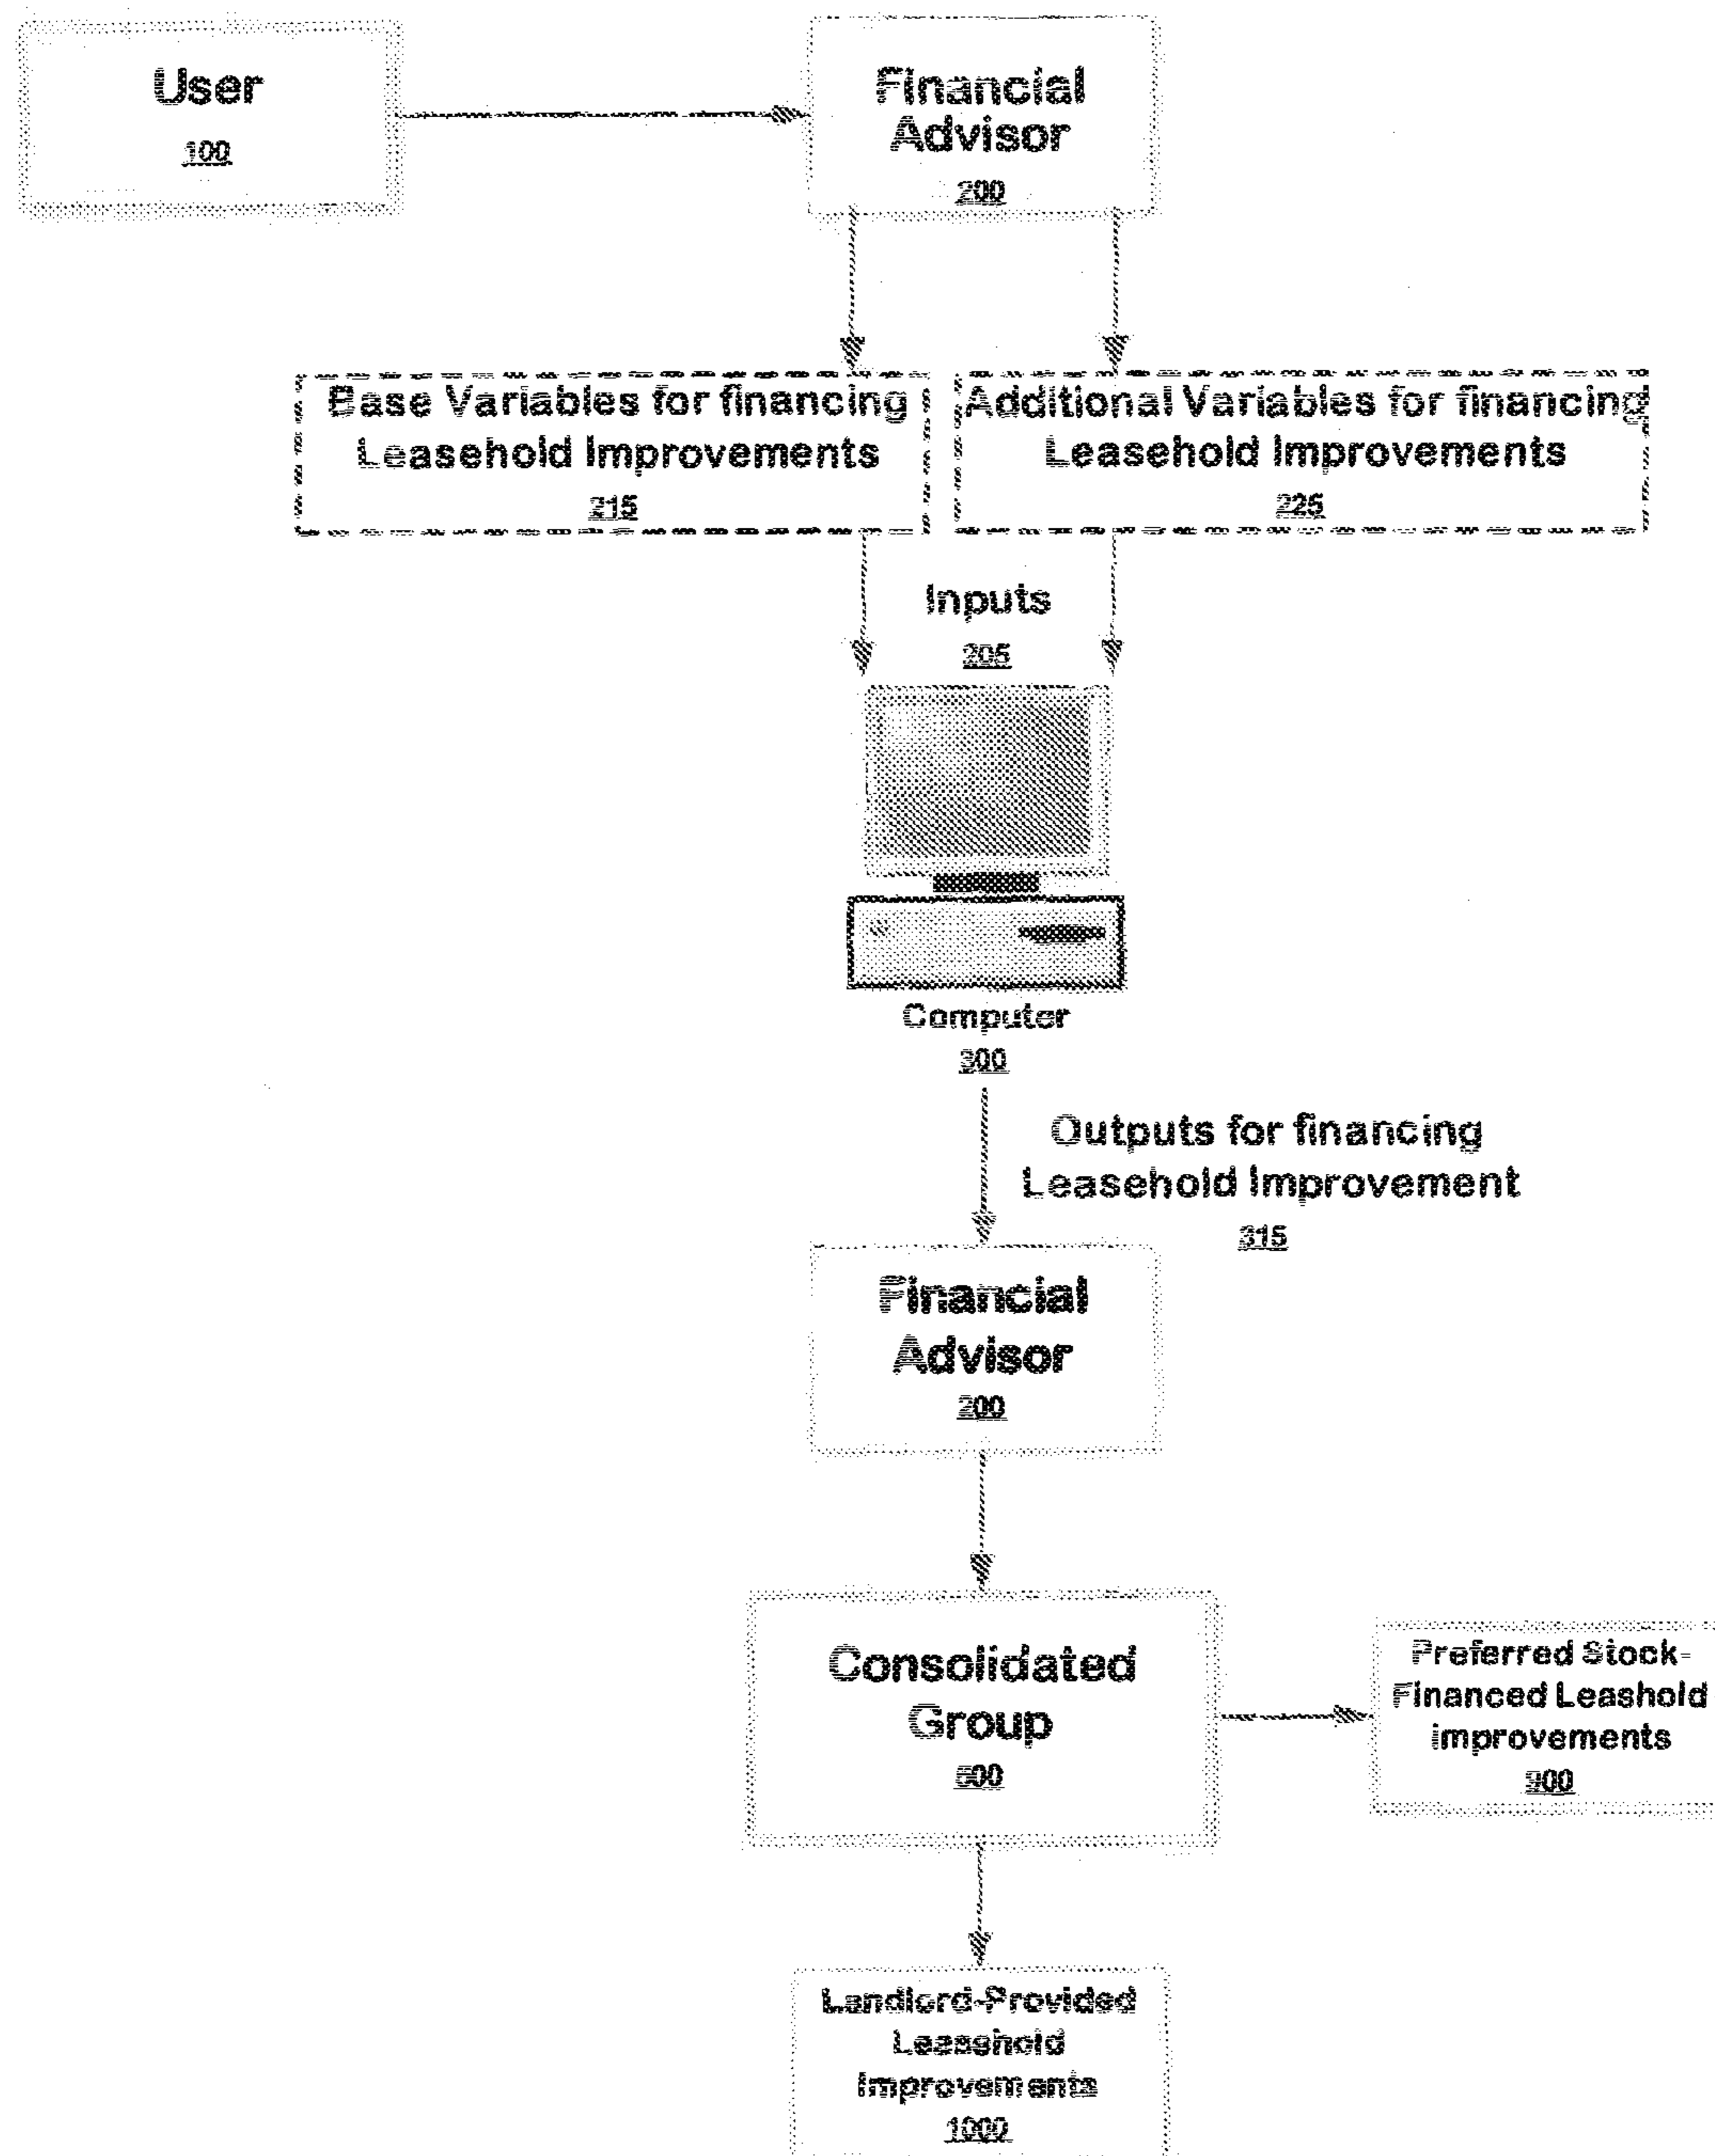 User
100
Financial
Advisor
200
Base Variables for financing
Leasehold Improvements
215
Additional Variables for financing
Leasehold Improvements
225
Inputs
205
Computer
300
Outputs for financing
Leasehold Improvement
315
Financial
Advisor
200
Consolidated
Group
Preferred Stock-
Financed Leashold
improvements
900
Landlord-Provided
Leasehold
Improvements
1000